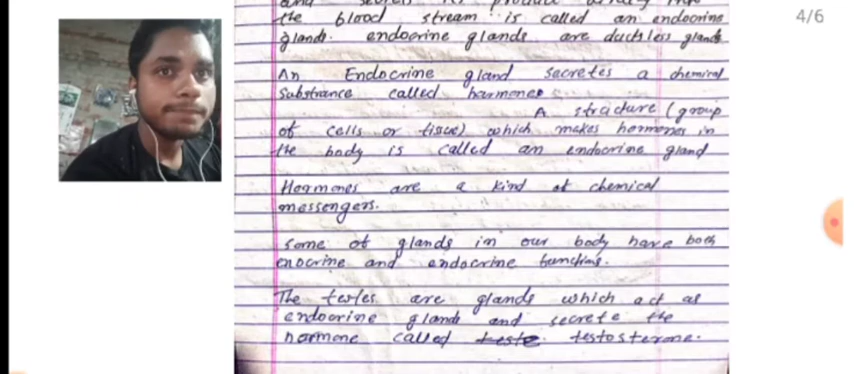 4/6
the blood stream is called an endocrine
glands. endocrine glands are ductless glands
An Endocrine gland secretes a chemical
Substrance called harmones
A stracture (group
of cells or tissue) which makes hormones in
the body is called an endocrine gland
Hormones are a kind of chemical
messengers.
Some of glands in our body have both
exocrine and endocrine functions.
The testes are glands which act as
endocrine glands and secrete the
hormone called teste testosterone.